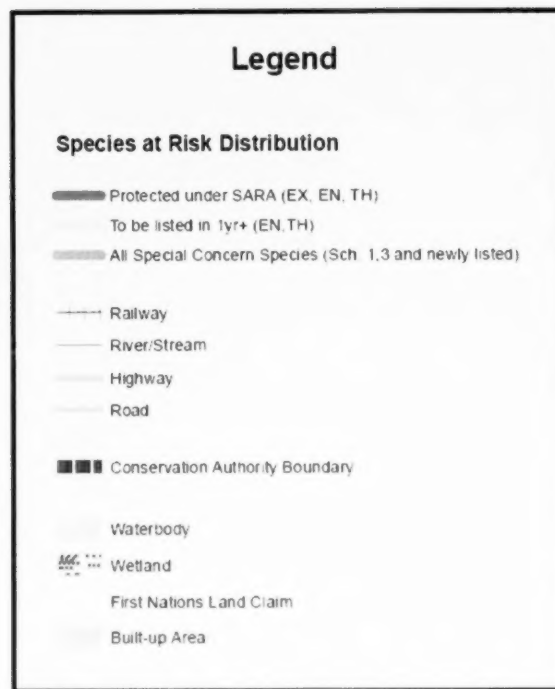 Legend
Species at Risk Distribution
Protected under SARA (EX, EN, TH)
To be listed in 1yr+ (EN,TH)
All Special Concern Species (Sch. 1,3 and newly listed)
Railway
River/Stream
Highway
Road
Conservation Authority Boundary
Waterbody
Wetland
First Nations Land Claim
Built-up Area